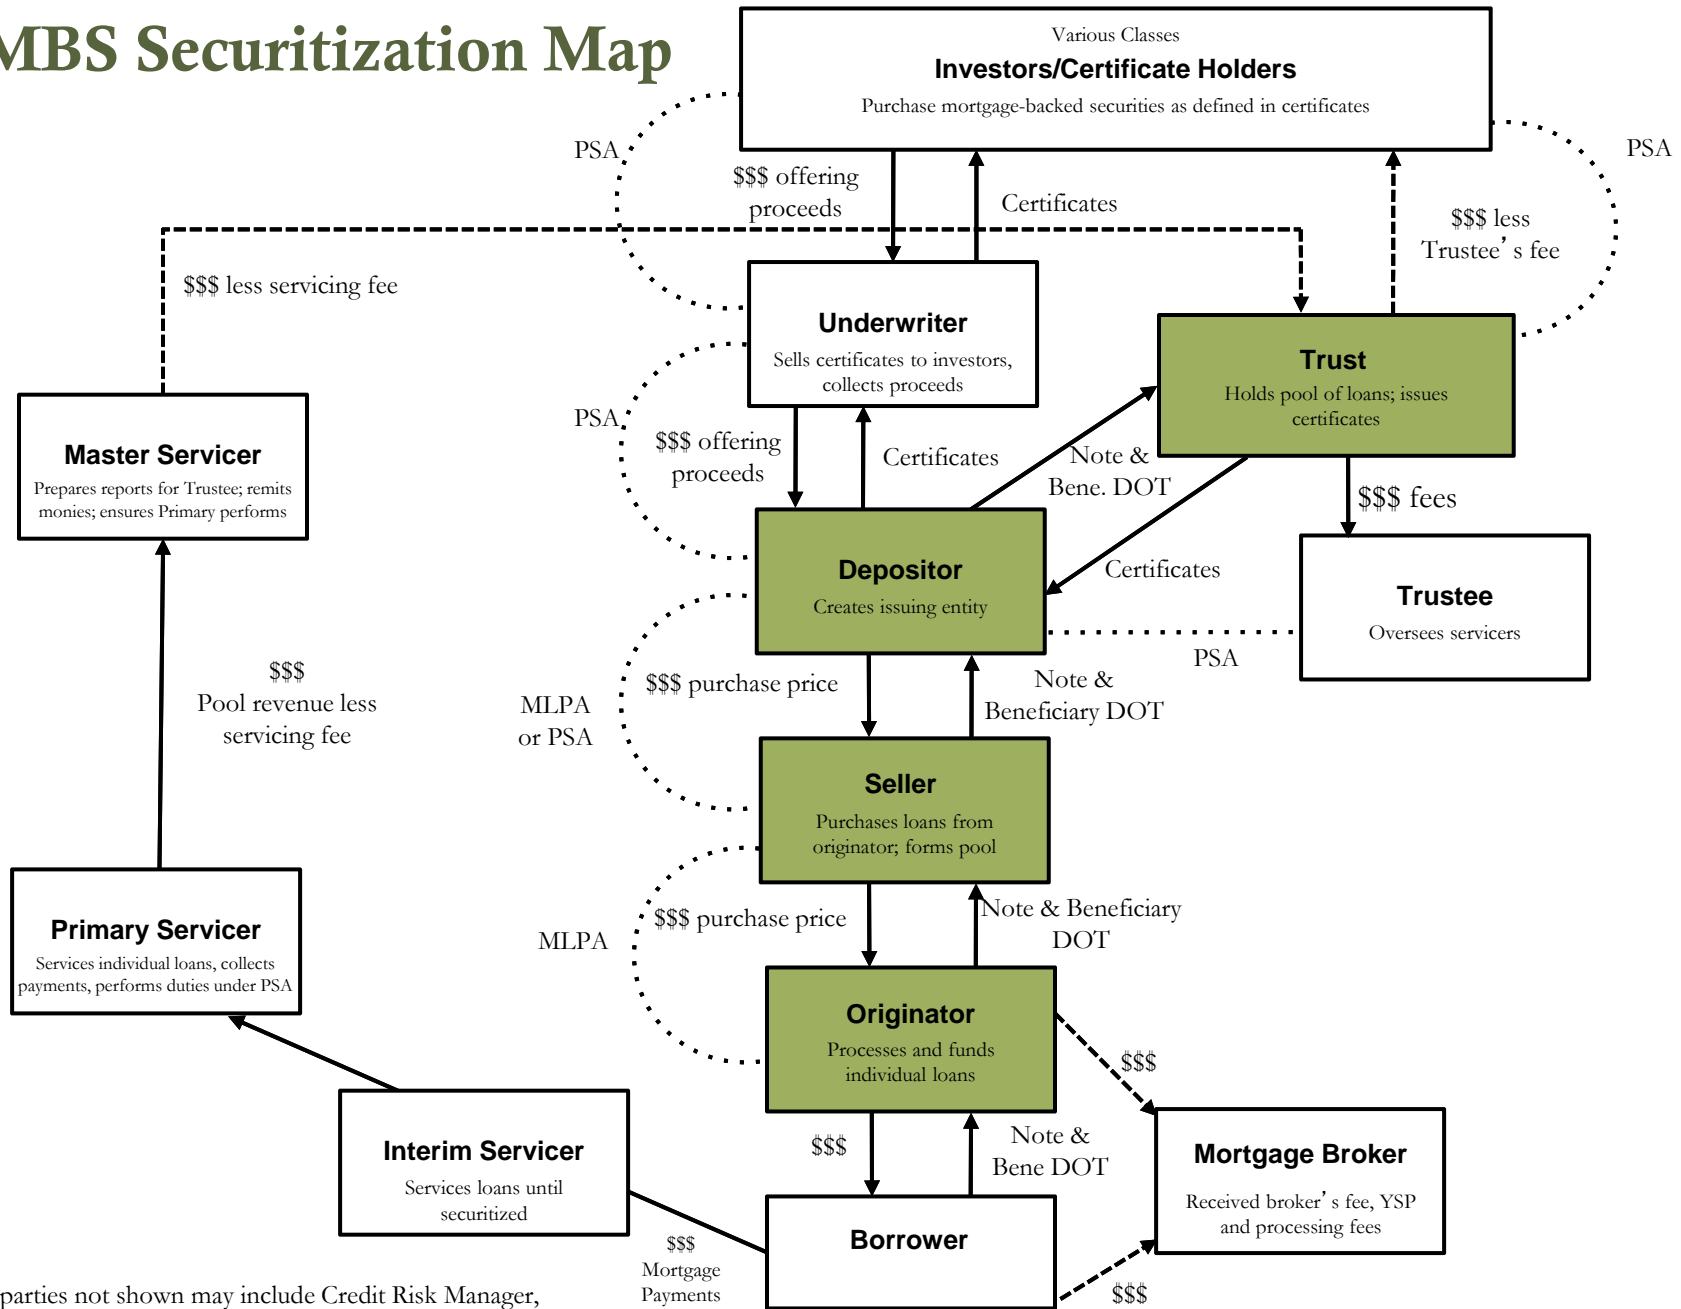 MBS Securitization Map
Various Classes
Investors/Certificate Holders
Purchase mortgage-backed securities as defined in certificates
PSA
PSA
$$$ offering
proceeds
Certificates
$$$ less
Trustee’s fee
$$$ less servicing fee
Underwriter
Sells certificates to investors,
collects proceeds
Trust
Holds pool of loans; issues
certificates
PSA
$$$ offering
proceeds
Certificates
Note &
Bene. DOT
$$$ fees
Master Servicer
Prepares reports for Trustee; remits
monies; ensures Primary performs
Depositor
Creates issuing entity
Certificates
Trustee
Oversees servicers
PSA
$$$
Pool revenue less
servicing fee
MLPA
or PSA
$$$ purchase price
Note &
Beneficiary DOT
Seller
Purchases loans from
originator; forms pool
Primary Servicer
Services individual loans, collects
payments, performs duties under PSA
MLPA
$$$ purchase price
Note & Beneficiary
DOT
Originator
Processes and funds
individual loans
$$$
Interim Servicer
Services loans until
securitized
$$$
Note &
Bene DOT
Mortgage Broker
Received broker’s fee, YSP
and processing fees
Borrower
$$$
Mortgage
Payments
$$$
parties not shown may include Credit Risk Manager,